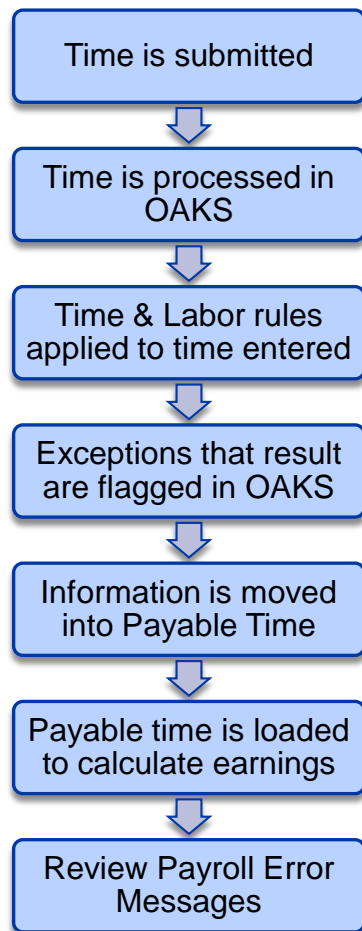 Time is submitted
Time is processed in
OAKS
Time & Labor rules
applied to time entered
Exceptions that result
are flagged in OAKS
Information is moved
into Payable Time
Payable time is loaded
to calculate earnings
Review Payroll Error
Messages